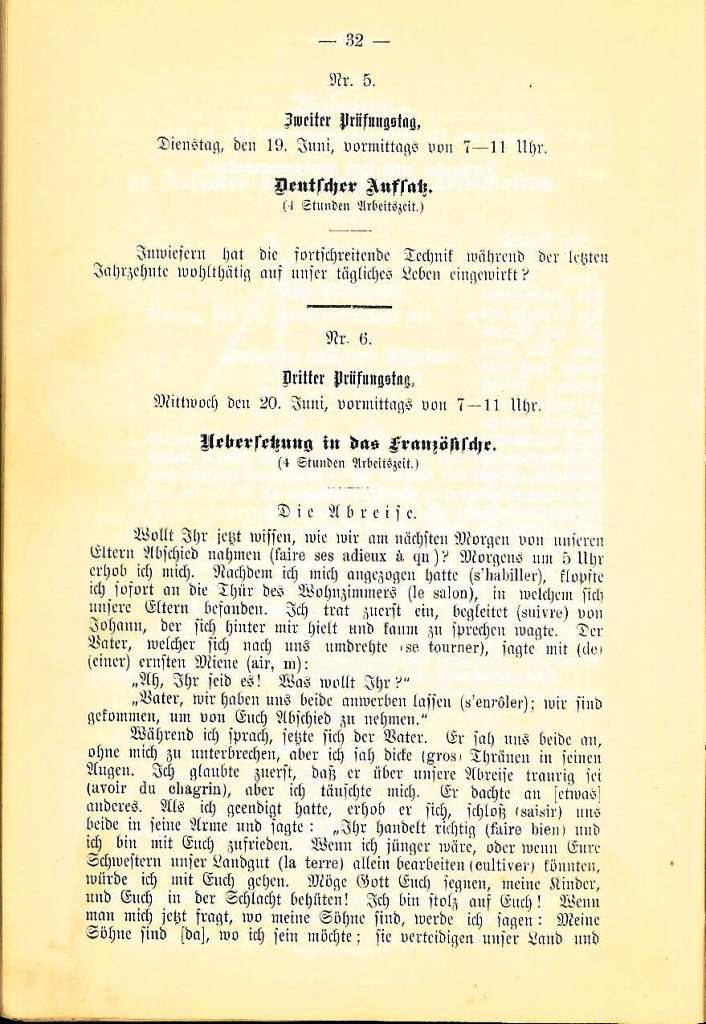 — 32 —
Nr. 5.
Zweiter Prüfungstag,
Dienstag, den 19. Juni, vormittags von 7—11 Uhr.
Deutscher Aufsatz.
(4 Stunden Arbeitszeit.)
Inwiefern hat die fortschreitende Technik während der letzten
Jahrzehnte wohlthätig auf unser tägliches Leben eingewirkt?
Nr. 6.
Dritter Prüfungstag,
Mittwoch den 20. Juni, vormittags von 7—11 Uhr.
Uebersetzung in das Französische.
(4 Stunden Arbeitszeit.)
Die Abreise.
Wollt Ihr jetzt wissen, wie wir am nächsten Morgen von unseren
Eltern Abschied nahmen (faire ses adieux à qn)? Morgens um 5 Uhr
erhob ich mich. Nachdem ich mich angezogen hatte (s'habiller), klopfte
ich sofort an die Thür des Wohnzimmers (le salon), in welchem sich
unsere Eltern befanden. Ich trat zuerst ein, begleitet (suivre) von
Johann, der sich hinter mir hielt und kaum zu sprechen wagte. Der
Vater, welcher sich nach uns umdrehte (se tourner), sagte mit (de)
(einer) ernsten Miene (air, m):
„Ah, Ihr seid es! Was wollt Ihr?“
„Vater, wir haben uns beide anwerben lassen (s'enrôler); wir sind
gekommen, um von Euch Abschied zu nehmen.“
Während ich sprach, setzte sich der Vater. Er sah uns beide an,
ohne mich zu unterbrechen, aber ich sah dicke (gros) Thränen in seinen
Augen. Ich glaubte zuerst, daß er über unsere Abreise traurig sei
(avoir du chagrin), aber ich täuschte mich. Er dachte an [etwas]
anderes. Als ich geendigt hatte, erhob er sich, schloß (saisir) uns
beide in seine Arme und sagte: „Ihr handelt richtig (faire bien) und
ich bin mit Euch zufrieden. Wenn ich jünger wäre, oder wenn Eure
Schwestern unser Landgut (la terre) allein bearbeiten (cultiver) könnten,
würde ich mit Euch gehen. Möge Gott Euch segnen, meine Kinder,
und Euch in der Schlacht behüten! Ich bin stolz auf Euch! Wenn
man mich jetzt fragt, wo meine Söhne sind, werde ich sagen: Meine
Söhne sind [da], wo ich sein möchte; sie verteidigen unser Land und